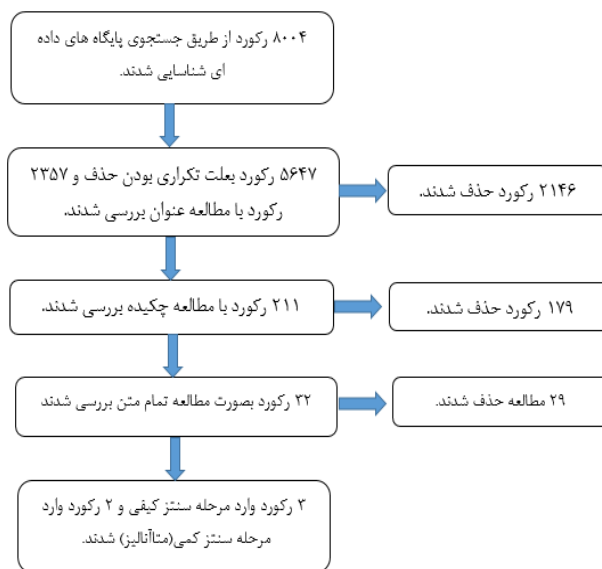 ۸۰۰۴ رکورد از طریق جستجوی پایگاه های داده
ای شناسایی شدند.
۵۶۴۷ رکورد بعلت تکراری بودن حذف و ۲۳۵۷
رکورد با مطالعه عنوان بررسی شدند.
۲۱۴۶ رکورد حذف شدند.
۲۱۱ رکورد با مطالعه چکیده بررسی شدند.
۱۷۹ رکورد حذف شدند.
۳۲ رکورد بصورت مطالعه تمام متن بررسی شدند
۲۹ مطالعه حذف شدند.
۳ رکورد وارد مرحله سنتز کیفی و ۲ رکورد وارد
مرحله سنتز کمی(متاآنالیز) شدند.